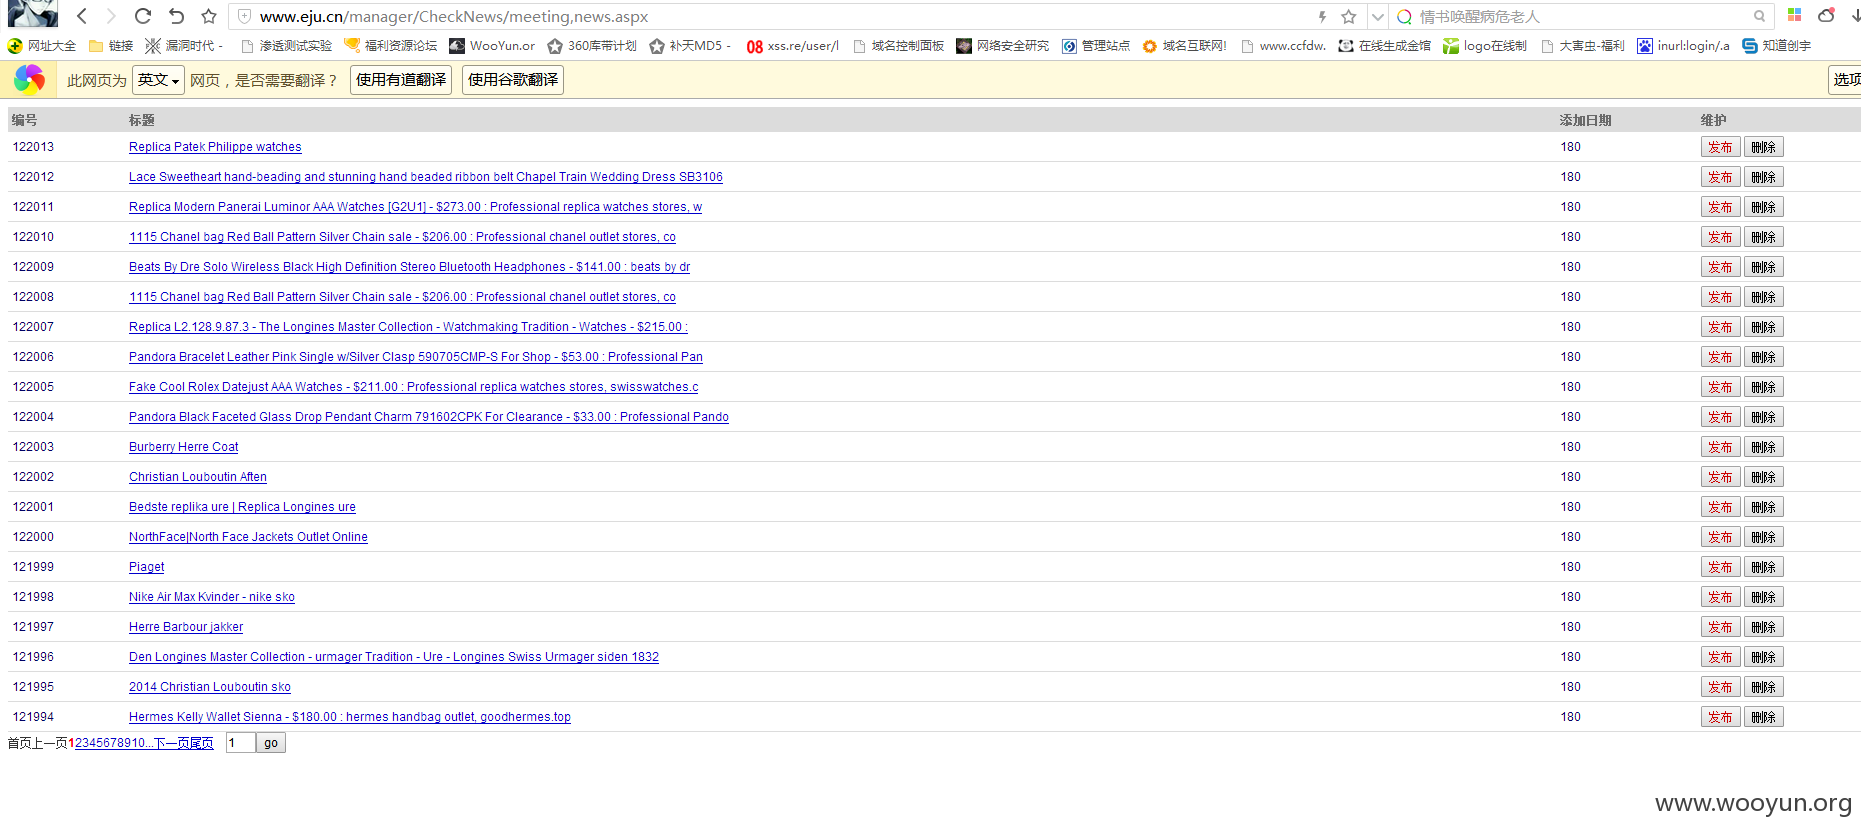 www.eju.cn/manager/CheckNews/meeting,news.aspx 情书唤醒病危老人
网址大全 链接 漏洞时代 - 渗透测试实验 福利资源论坛 WooYun.or 360库带计划 补天MD5 - xss.re/user/l 域名控制面板 网络安全研究 管理站点 域名互联网! www.ccfdw. 在线生成金馆 logo在线制 大害虫-福利 inurl:login/.a 知道创宇
此网页为 英文 网页，是否需要翻译？ 使用有道翻译 使用谷歌翻译 选项
编号 标题 添加日期 维护
122013 Replica Patek Philippe watches 180 发布 删除
122012 Lace Sweetheart hand-beading and stunning hand beaded ribbon belt Chapel Train Wedding Dress SB3106 180 发布 删除
122011 Replica Modern Panerai Luminor AAA Watches [G2U1] - $273.00 : Professional replica watches stores, w 180 发布 删除
122010 1115 Chanel bag Red Ball Pattern Silver Chain sale - $206.00 : Professional chanel outlet stores, co 180 发布 删除
122009 Beats By Dre Solo Wireless Black High Definition Stereo Bluetooth Headphones - $141.00 : beats by dr 180 发布 删除
122008 1115 Chanel bag Red Ball Pattern Silver Chain sale - $206.00 : Professional chanel outlet stores, co 180 发布 删除
122007 Replica L2.128.9.87.3 - The Longines Master Collection - Watchmaking Tradition - Watches - $215.00 : 180 发布 删除
122006 Pandora Bracelet Leather Pink Single w/Silver Clasp 590705CMP-S For Shop - $53.00 : Professional Pan 180 发布 删除
122005 Fake Cool Rolex Datejust AAA Watches - $211.00 : Professional replica watches stores, swisswatches.c 180 发布 删除
122004 Pandora Black Faceted Glass Drop Pendant Charm 791602CPK For Clearance - $33.00 : Professional Pando 180 发布 删除
122003 Burberry Herre Coat 180 发布 删除
122002 Christian Louboutin Aften 180 发布 删除
122001 Bedste replika ure | Replica Longines ure 180 发布 删除
122000 NorthFace|North Face Jackets Outlet Online 180 发布 删除
121999 Piaget 180 发布 删除
121998 Nike Air Max Kvinder - nike sko 180 发布 删除
121997 Herre Barbour jakker 180 发布 删除
121996 Den Longines Master Collection - urmager Tradition - Ure - Longines Swiss Urmager siden 1832 180 发布 删除
121995 2014 Christian Louboutin sko 180 发布 删除
121994 Hermes Kelly Wallet Sienna - $180.00 : hermes handbag outlet, goodhermes.top 180 发布 删除
首页上一页12345678910...下一页尾页 1 go
www.wooyun.org